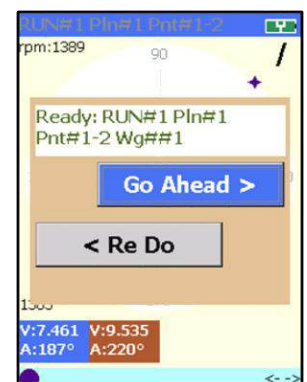 RUN#1 Pln#1 Pnt#1-2
rpm:1389
90
Ready: RUN#1 Pln#1
Pnt#1-2 Wg##1
Go Ahead >
< Re Do
V:7.461 V:9.535
A:187° A:220°
<- ->